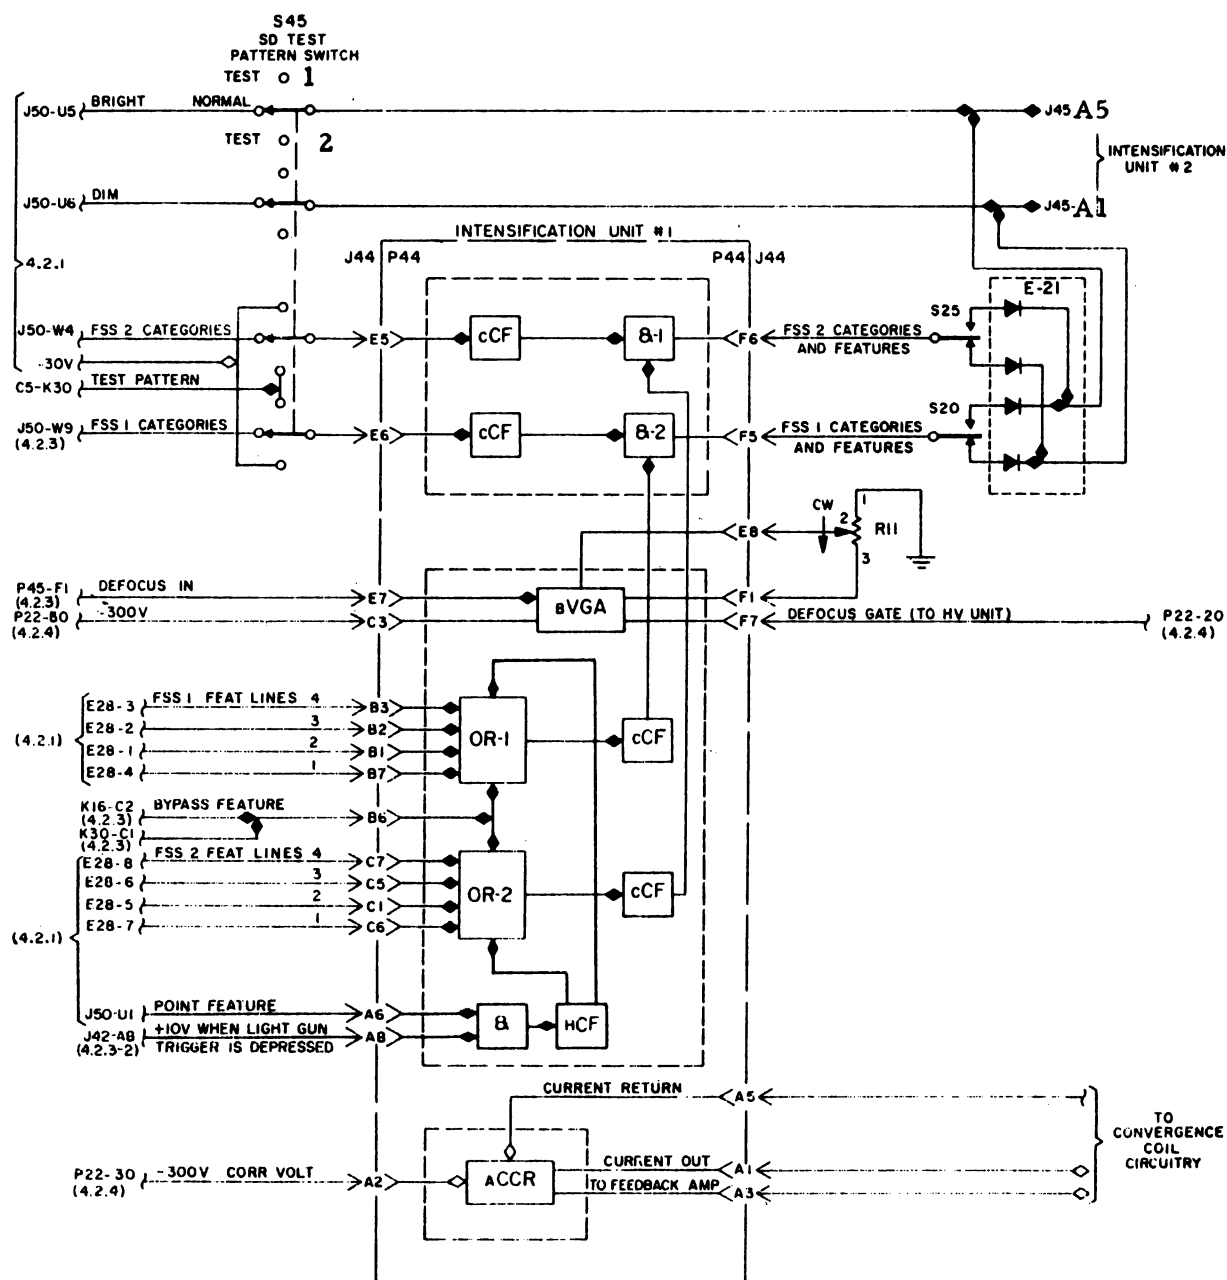 S45
SD TEST
PATTERN SWITCH
TEST 1
J50-U5 BRIGHT NORMAL J45 A5
TEST 2
INTENSIFICATION
UNIT #2
J50-U6 DIM J45-A1
INTENSIFICATION UNIT #1
J44 P44 P44 J44
4.2.1
E-21
S25
J50-W4 FSS 2 CATEGORIES E5 cCF &-1 F6 FSS 2 CATEGORIES
AND FEATURES
-30V
C5-K30 TEST PATTERN
S20
J50-W9 FSS 1 CATEGORIES E6 cCF &-2 F5 FSS 1 CATEGORIES
(4.2.3) AND FEATURES
CW 1
E8 2 R11
3
P45-F1 DEFOCUS IN E7 BVGA F1
(4.2.3)
P22-80 -300V C3 F7 DEFOCUS GATE (TO HV UNIT) P22-20
(4.2.4) (4.2.4)
E28-3 FSS 1 FEAT LINES 4 B3
E28-2 3 B2
(4.2.1) OR-1 cCF
E28-1 2 B1
E28-4 1 B7
K16-C2 BYPASS FEATURE B6
(4.2.3)
K30-C1
(4.2.3)
E28-8 FSS 2 FEAT LINES 4 C7
E28-6 3 C5
OR-2 cCF
E28-5 2 C1
E28-7 1 C6
(4.2.1)
J50-U1 POINT FEATURE A6
& HCF
J42-A8 +10V WHEN LIGHT GUN A8
(4.2.3-2) TRIGGER IS DEPRESSED
CURRENT RETURN A5
TO
CONVERGENCE
COIL
CIRCUITRY
P22-30 -300V CORR VOLT A2 ACCR CURRENT OUT A1
(4.2.4) TO FEEDBACK AMP A3